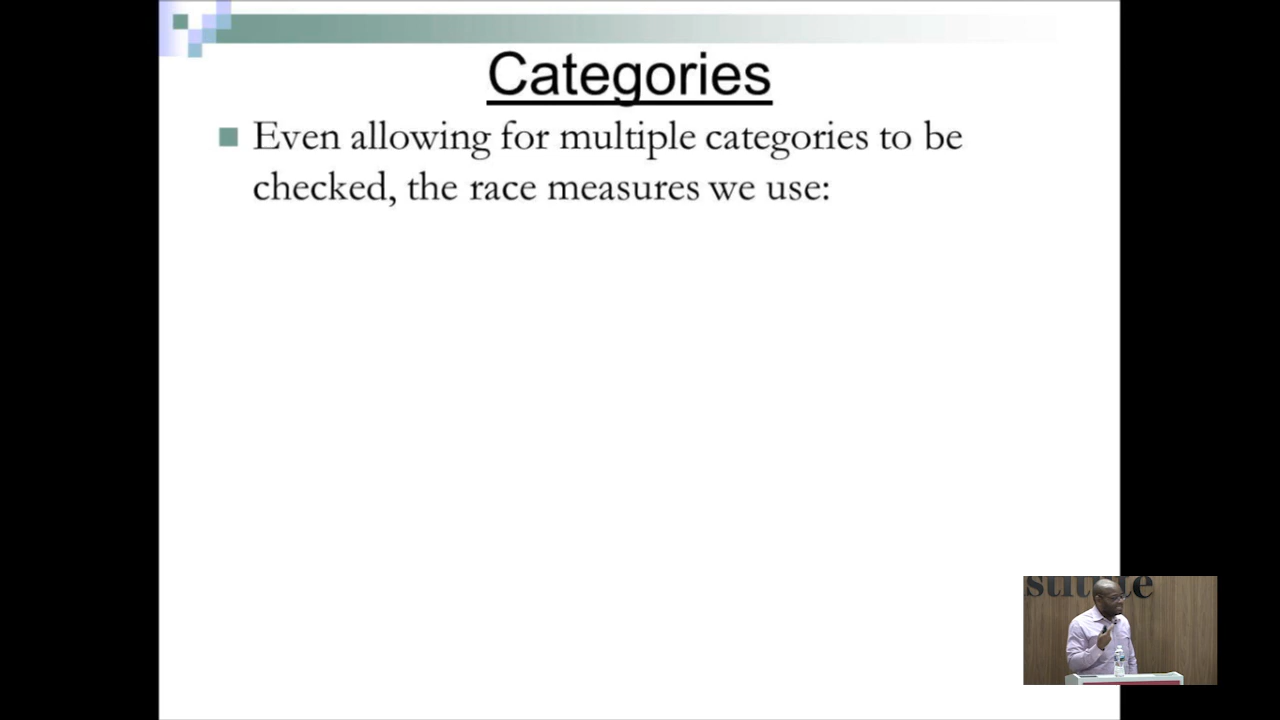 Categories
Even allowing for multiple categories to be
checked, the race measures we use: